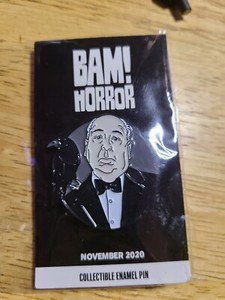 BAM!
HORROR
NOVEMBER 2020
COLLECTIBLE ENAMEL PIN